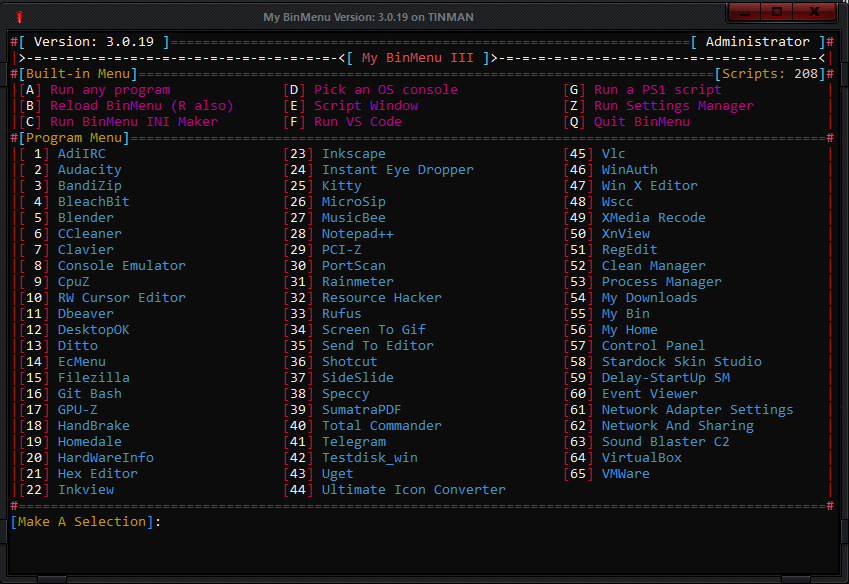 My BinMenu Version: 3.0.19 on TINMAN
#[ Version: 3.0.19 ]=================================================================[ Administrator ]#
|>---------------------------------------<[ My BinMenu III ]>----------------------------------------<|
#[Built-in Menu]========================================================================[Scripts: 208]#
|[A] Run any program [D] Pick an OS console [G] Run a PS1 script |
|[B] Reload BinMenu (R also) [E] Script Window [Z] Run Settings Manager |
|[C] Run BinMenu INI Maker [F] Run VS Code [Q] Quit BinMenu |
#[Program Menu]=======================================================================================#
|[ 1] AdiIRC [23] Inkscape [45] Vlc |
|[ 2] Audacity [24] Instant Eye Dropper [46] WinAuth |
|[ 3] BandiZip [25] Kitty [47] Win X Editor |
|[ 4] BleachBit [26] MicroSip [48] Wscc |
|[ 5] Blender [27] MusicBee [49] XMedia Recode |
|[ 6] CCleaner [28] Notepad++ [50] XnView |
|[ 7] Clavier [29] PCI-Z [51] RegEdit |
|[ 8] Console Emulator [30] PortScan [52] Clean Manager |
|[ 9] CpuZ [31] Rainmeter [53] Process Manager |
|[10] RW Cursor Editor [32] Resource Hacker [54] My Downloads |
|[11] Dbeaver [33] Rufus [55] My Bin |
|[12] DesktopOK [34] Screen To Gif [56] My Home |
|[13] Ditto [35] Send To Editor [57] Control Panel |
|[14] EcMenu [36] Shotcut [58] Stardock Skin Studio |
|[15] Filezilla [37] SideSlide [59] Delay-StartUp SM |
|[16] Git Bash [38] Speccy [60] Event Viewer |
|[17] GPU-Z [39] SumatraPDF [61] Network Adapter Settings |
|[18] HandBrake [40] Total Commander [62] Network And Sharing |
|[19] Homedale [41] Telegram [63] Sound Blaster C2 |
|[20] HardWareInfo [42] Testdisk_win [64] VirtualBox |
|[21] Hex Editor [43] Uget [65] VMWare |
|[22] Inkview [44] Ultimate Icon Converter |
#=====================================================================================================#
[Make A Selection]: